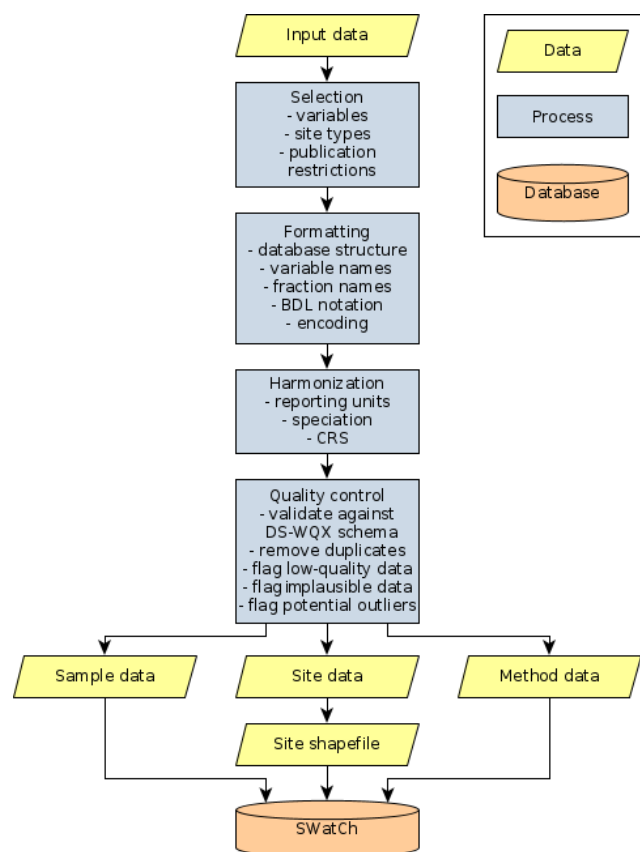 Input data
Data
Process
Database
Selection
- variables
- site types
- publication
restrictions
Formatting
- database structure
- variable names
- fraction names
- BDL notation
- encoding
Harmonization
- reporting units
- speciation
- CRS
Quality control
- validate against
DS-WQX schema
- remove duplicates
- flag low-quality data
- flag implausible data
- flag potential outliers
Sample data
Site data
Method data
Site shapefile
SWatCh